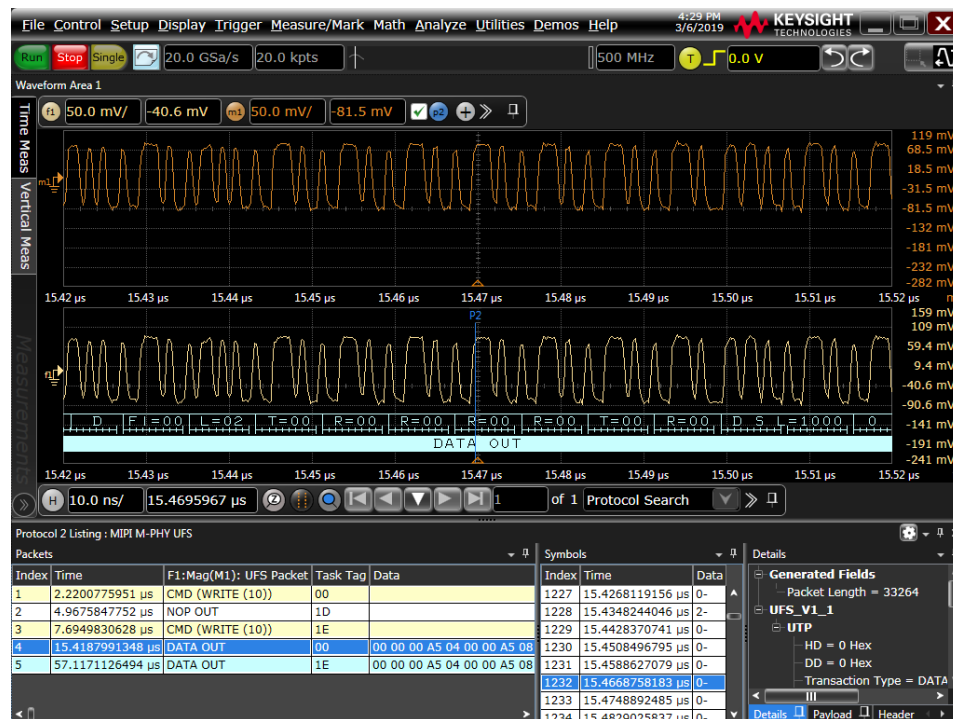 File Control Setup Display Trigger Measure/Mark Math Analyze Utilities Demos Help
4:29 PM
3/6/2019
KEYSIGHT
TECHNOLOGIES
Run Stop Single 20.0 GSa/s 20.0 kpts 500 MHz T 0.0 V
Waveform Area 1
f1 50.0 mV/ -40.6 mV m1 50.0 mV/ -81.5 mV p2
Time Meas
Vertical Meas
Measurements
m1
119 mV
68.5 mV
18.5 mV
-31.5 mV
-81.5 mV
-132 mV
-181 mV
-232 mV
-282 mV
15.42 µs 15.43 µs 15.44 µs 15.45 µs 15.46 µs 15.47 µs 15.48 µs 15.49 µs 15.50 µs 15.51 µs 15.52 µs
P2
159 mV
109 mV
59.4 mV
9.4 mV
-40.6 mV
-90.6 mV
-141 mV
-191 mV
-241 mV
D F1=00 L=02 T=00 R=00 R=00 R=00 R=00 T=00 R=00 D S L=1000 0
DATA OUT
15.42 µs 15.43 µs 15.44 µs 15.45 µs 15.46 µs 15.47 µs 15.48 µs 15.49 µs 15.50 µs 15.51 µs 15.52 µs
H 10.0 ns/ 15.4695967 µs 1 of 1 Protocol Search
Protocol 2 Listing : MIPI M-PHY UFS
Packets
Index Time F1:Mag(M1): UFS Packet Task Tag Data
1 2.2200775951 µs CMD (WRITE (10)) 00
2 4.9675847752 µs NOP OUT 1D
3 7.6949830628 µs CMD (WRITE (10)) 1E
4 15.4187991348 µs DATA OUT 00 00 00 00 A5 04 00 00 A5 08
5 57.1171126494 µs DATA OUT 1E 00 00 00 A5 04 00 00 A5 08
Symbols
Index Time Data
1227 15.4268119156 µs 0-
1228 15.4348244046 µs 2-
1229 15.4428370741 µs 0-
1230 15.4508496795 µs 0-
1231 15.4588627079 µs 0-
1232 15.4668758183 µs 0-
1233 15.4748892485 µs 0-
1234 15.4829025837 µs 0-
Details
Generated Fields
Packet Length = 33264
UFS_V1_1
UTP
HD = 0 Hex
DD = 0 Hex
Transaction Type = DATA
Details Payload Header